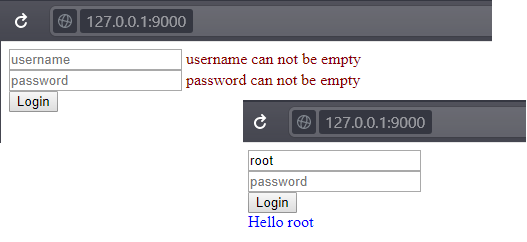 127.0.0.1:9000
username username can not be empty
password password can not be empty
Login
127.0.0.1:9000
root
password
Login
Hello root